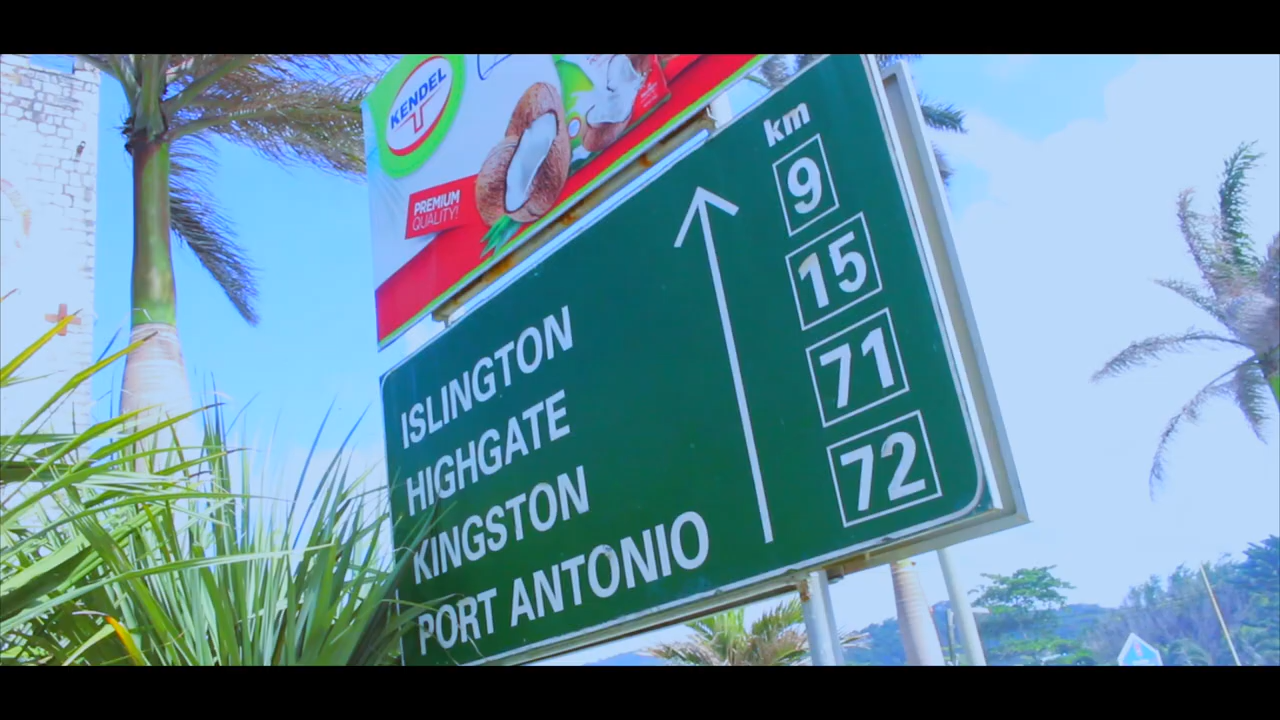 KENDEL
PREMIUM
QUALITY!
km
ISLINGTON 9
HIGHGATE 15
KINGSTON 71
PORT ANTONIO 72